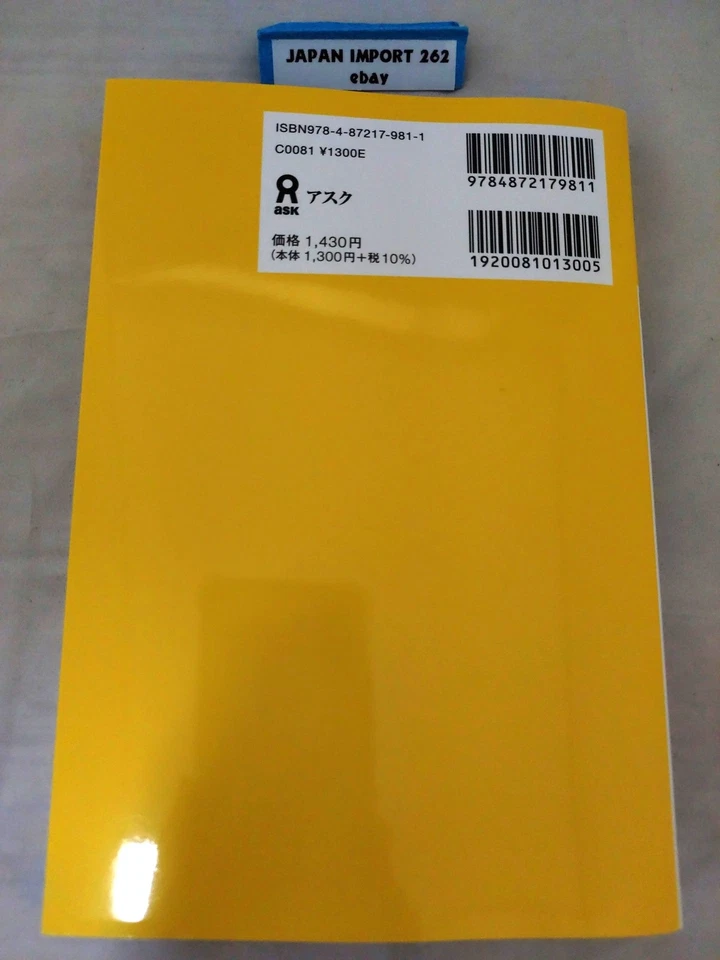 JAPAN IMPORT 262
ebay
ISBN978-4-87217-981-1
C0081 ¥1300E
ask アスク
価格 1,430円
(本体 1,300円+税10%)
9784872179811
1920081013005